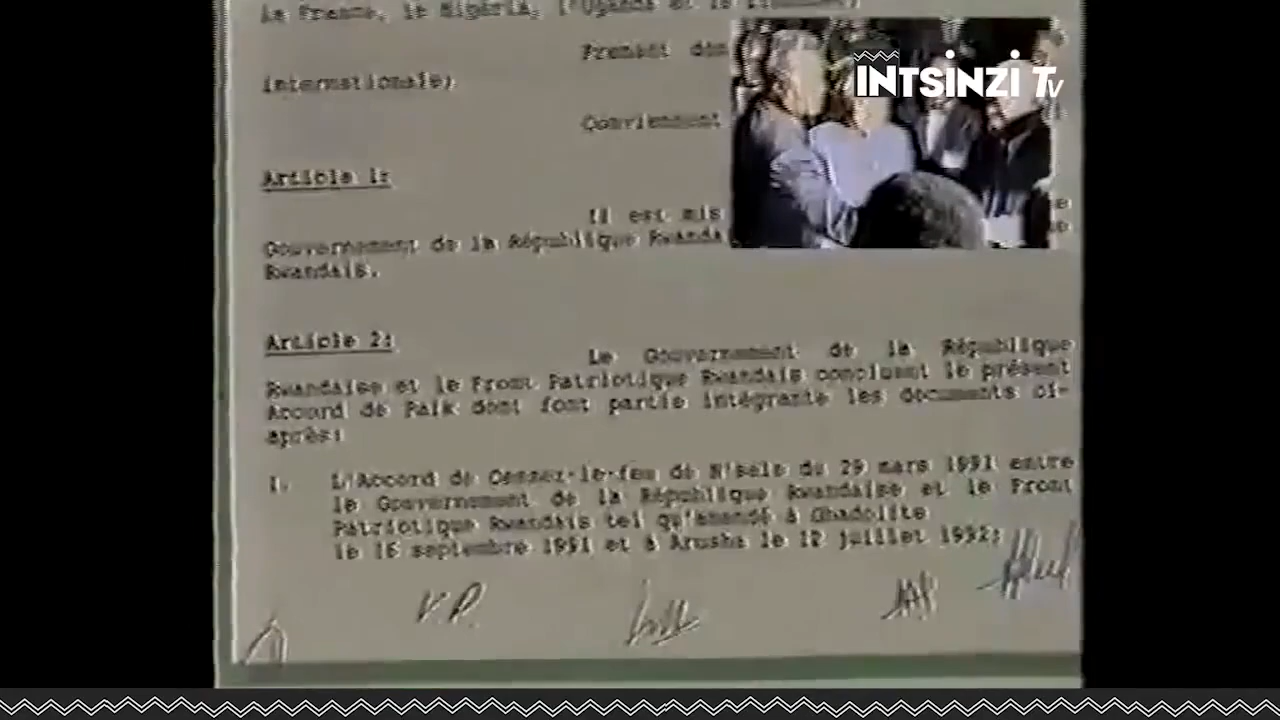 la France, le Nigéria, l'Uganda et le
INTSINZI TV
Prenant
internationale;
Conviennent
Article 1:
Il est mis
Gouvernement de la République Rwanda
Rwandais.
Article 2:
Le Gouvernement de la République
Rwandaise et le Front Patriotique Rwandais concluent le présent
Accord de Paix dont font partie intégrante les documents ci-
après:
1. L'Accord de Cessez-le-feu de N'sele du 29 mars 1991 entre
le Gouvernement de la République Rwandaise et le Front
Patriotique Rwandais tel qu'amendé à Gbadolite
le 16 septembre 1991 et à Arusha le 12 juillet 1992;